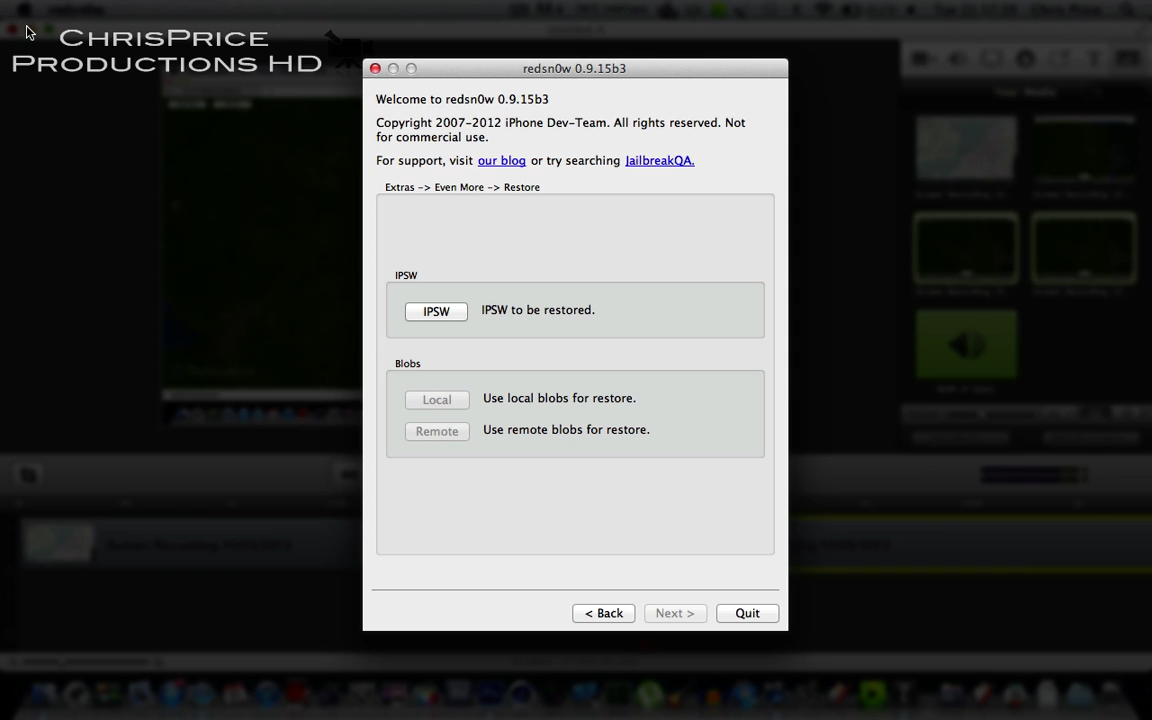 ChrisPrice
Productions HD
redsn0w 0.9.15b3
Welcome to redsn0w 0.9.15b3
Copyright 2007-2012 iPhone Dev-Team. All rights reserved. Not
for commercial use.
For support, visit our blog or try searching JailbreakQA.
Extras -> Even More -> Restore
IPSW
IPSW IPSW to be restored.
Blobs
Local Use local blobs for restore.
Remote Use remote blobs for restore.
< Back Next > Quit